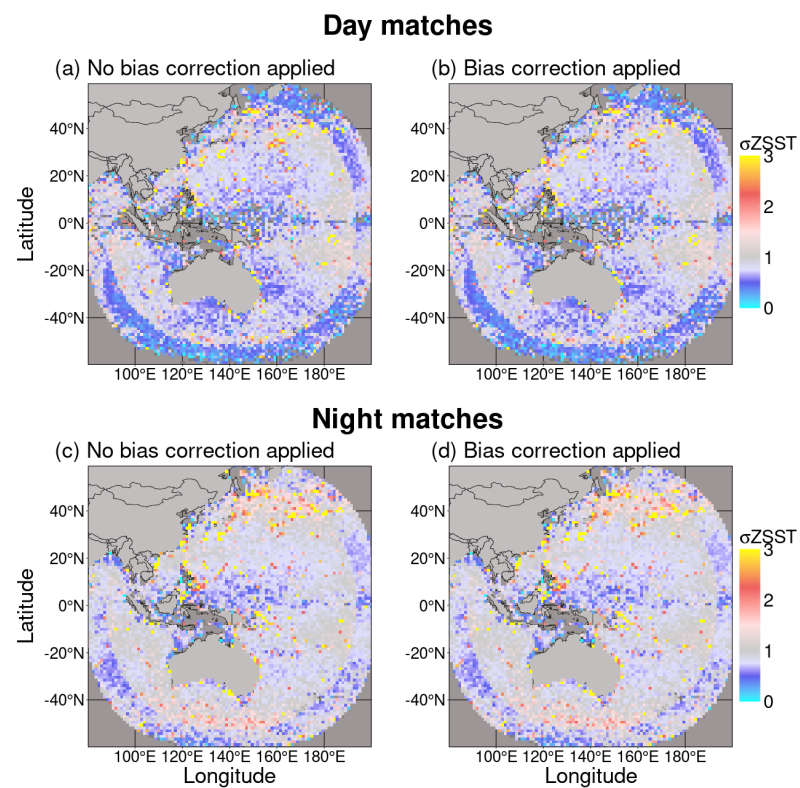 Day matches
(a) No bias correction applied
(b) Bias correction applied
40°N
20°N
0°N
-20°N
-40°N
Latitude
100°E 120°E 140°E 160°E 180°E
40°N
20°N
0°N
-20°N
-40°N
100°E 120°E 140°E 160°E 180°E
σZSST
3
2
1
0
Night matches
(c) No bias correction applied
(d) Bias correction applied
40°N
20°N
0°N
-20°N
-40°N
Latitude
100°E 120°E 140°E 160°E 180°E
Longitude
40°N
20°N
0°N
-20°N
-40°N
100°E 120°E 140°E 160°E 180°E
Longitude
σZSST
3
2
1
0